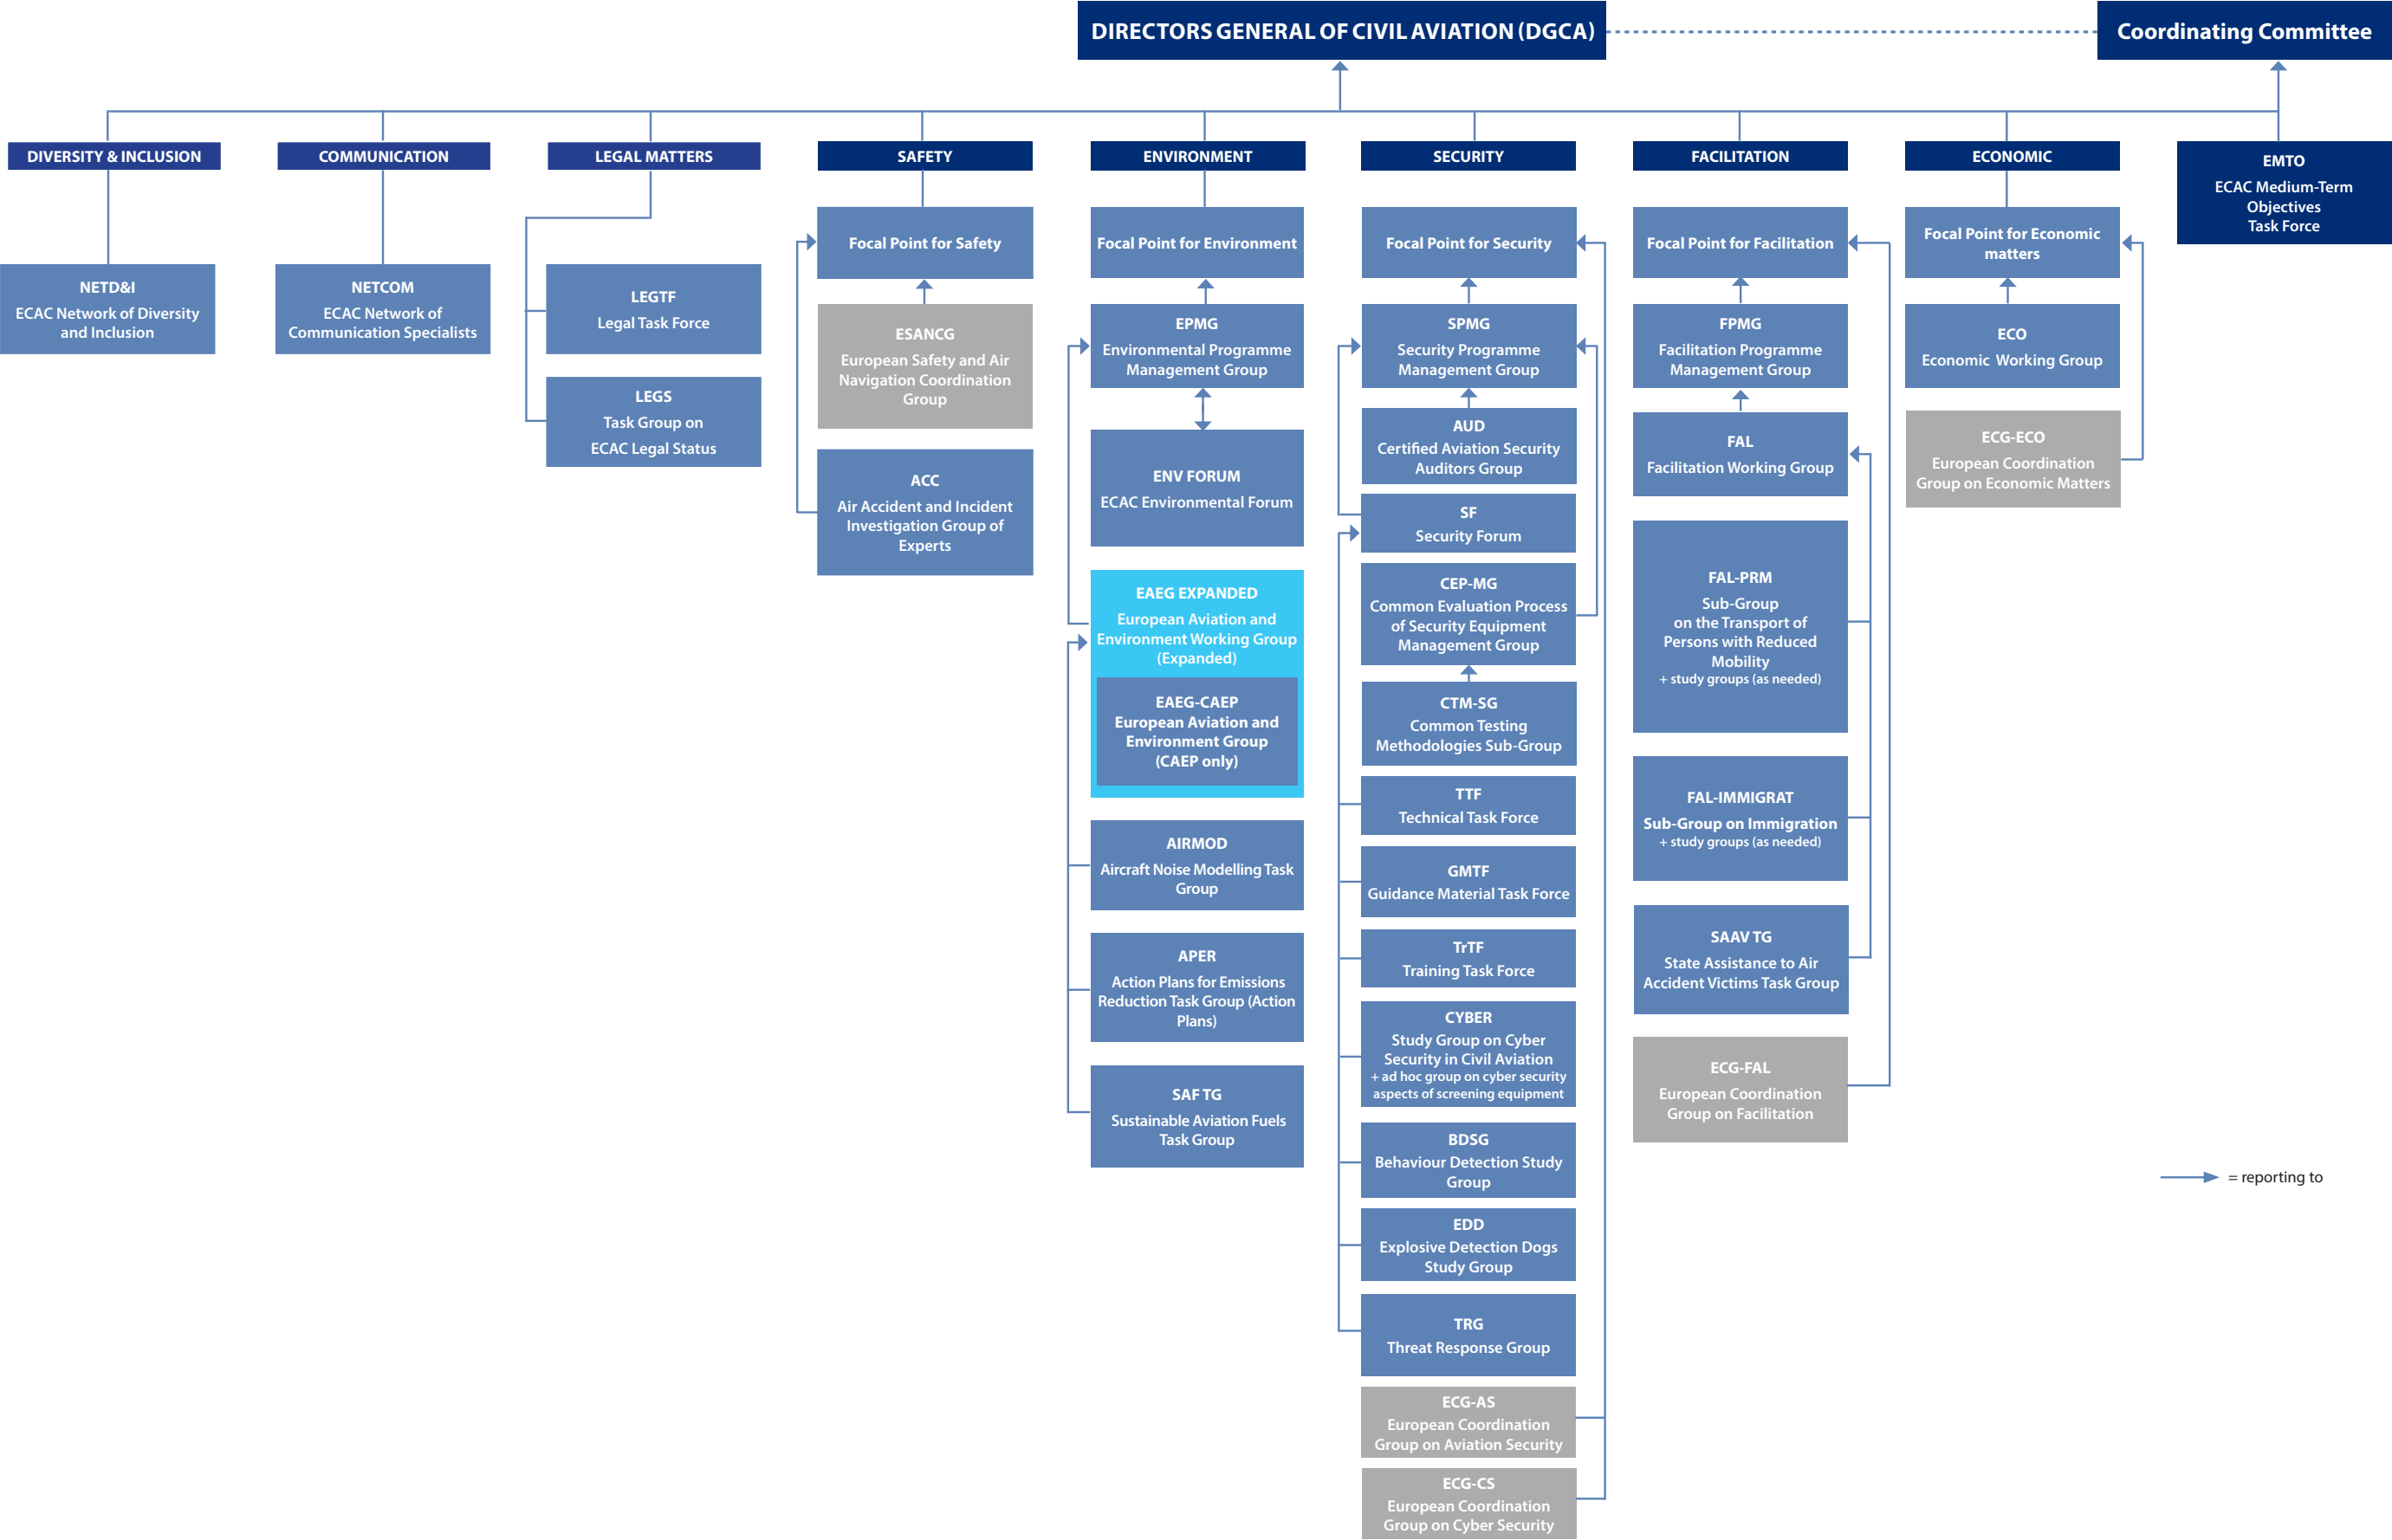 DIRECTORS GENERAL OF CIVIL AVIATION (DGCA)
Coordinating Committee
DIVERSITY & INCLUSION
NETD&I
ECAC Network of Diversity
and Inclusion
COMMUNICATION
NETCOM
ECAC Network of
Communication Specialists
LEGAL MATTERS
LEGTF
Legal Task Force
LEGS
Task Group on
ECAC Legal Status
SAFETY
Focal Point for Safety
ESANCG
European Safety and Air
Navigation Coordination
Group
ACC
Air Accident and Incident
Investigation Group of
Experts
ENVIRONMENT
Focal Point for Environment
EPMG
Environmental Programme
Management Group
ENV FORUM
ECAC Environmental Forum
EAEG EXPANDED
European Aviation and
Environment Working Group
(Expanded)
EAEG-CAEP
European Aviation and
Environment Group
(CAEP only)
AIRMOD
Aircraft Noise Modelling Task
Group
APER
Action Plans for Emissions
Reduction Task Group (Action
Plans)
SAF TG
Sustainable Aviation Fuels
Task Group
SECURITY
Focal Point for Security
SPMG
Security Programme
Management Group
AUD
Certified Aviation Security
Auditors Group
SF
Security Forum
CEP-MG
Common Evaluation Process
of Security Equipment
Management Group
CTM-SG
Common Testing
Methodologies Sub-Group
TTF
Technical Task Force
GMTF
Guidance Material Task Force
TrTF
Training Task Force
CYBER
Study Group on Cyber
Security in Civil Aviation
+ ad hoc group on cyber security
aspects of screening equipment
BDSG
Behaviour Detection Study
Group
EDD
Explosive Detection Dogs
Study Group
TRG
Threat Response Group
ECG-AS
European Coordination
Group on Aviation Security
ECG-CS
European Coordination
Group on Cyber Security
FACILITATION
Focal Point for Facilitation
FPMG
Facilitation Programme
Management Group
FAL
Facilitation Working Group
FAL-PRM
Sub-Group
on the Transport of
Persons with Reduced
Mobility
+ study groups (as needed)
FAL-IMMIGRAT
Sub-Group on Immigration
+ study groups (as needed)
SAAV TG
State Assistance to Air
Accident Victims Task Group
ECG-FAL
European Coordination
Group on Facilitation
ECONOMIC
Focal Point for Economic
matters
ECO
Economic Working Group
ECG-ECO
European Coordination
Group on Economic Matters
EMTO
ECAC Medium-Term
Objectives
Task Force
= reporting to